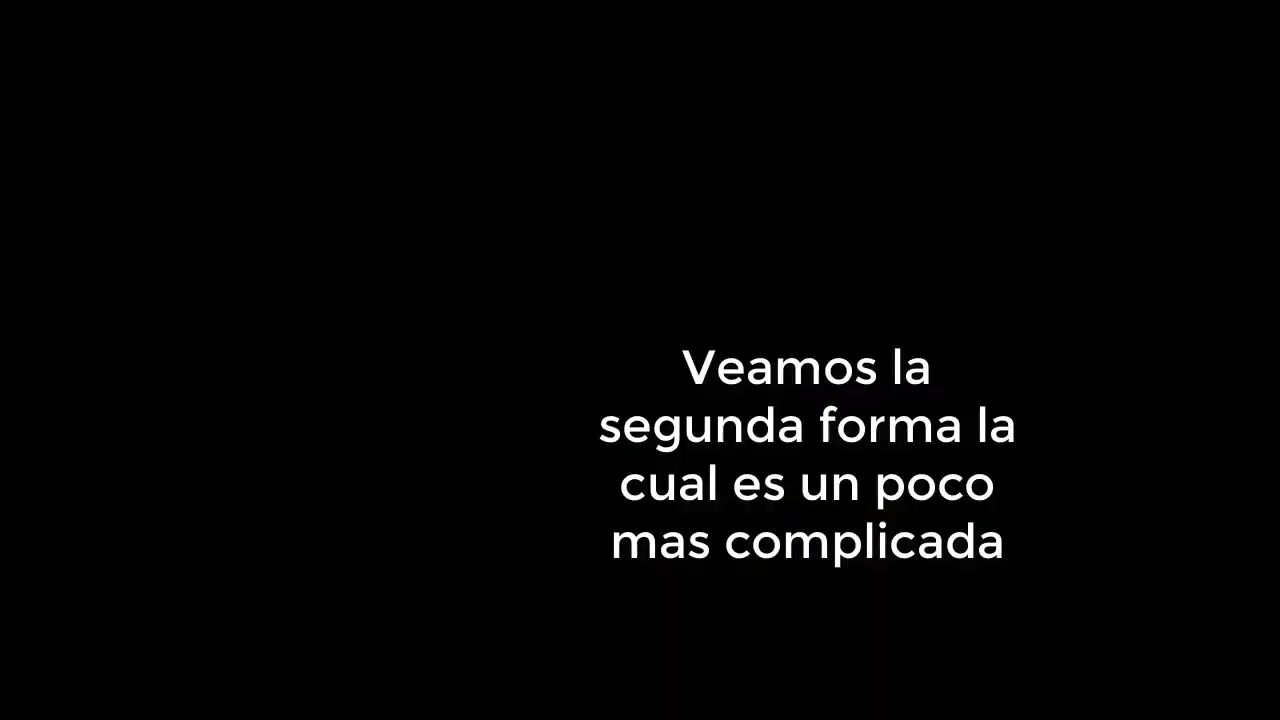 Veamos la
segunda forma la
cual es un poco
mas complicada